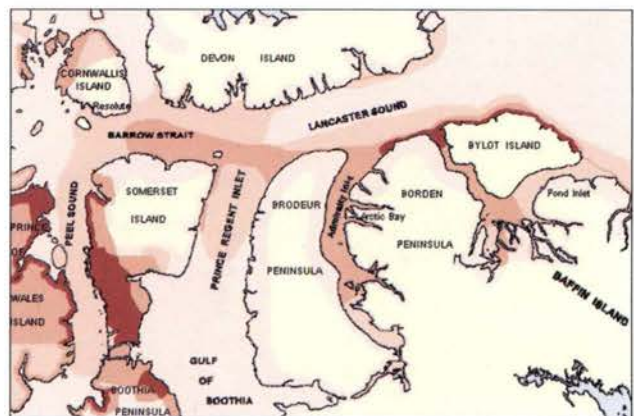 DEVON ISLAND
CORNWALLIS
ISLAND
Resolute
LANCASTER SOUND
BARROW STRAIT
BYLOT ISLAND
SOMERSET
ISLAND
PEEL SOUND
PRINCE REGENT INLET
BRODEUR
PENINSULA
Admiralty Inlet
BORDEN
PENINSULA
Arctic Bay
Pond Inlet
PRINCE
OF
WALES
ISLAND
BAFFIN ISLAND
GULF
OF
BOOTHIA
BOOTHIA
PENINSULA